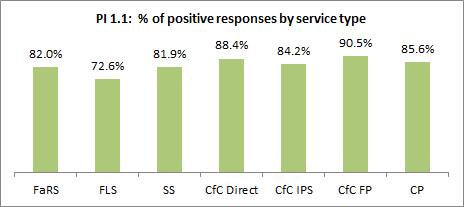 PI 1.1:  % of positive responses by service type
82.0% 72.6% 81.9% 88.4% 84.2% 90.5% 85.6%
FaRS FLS SS CfC Direct CfC IPS CfC FP CP